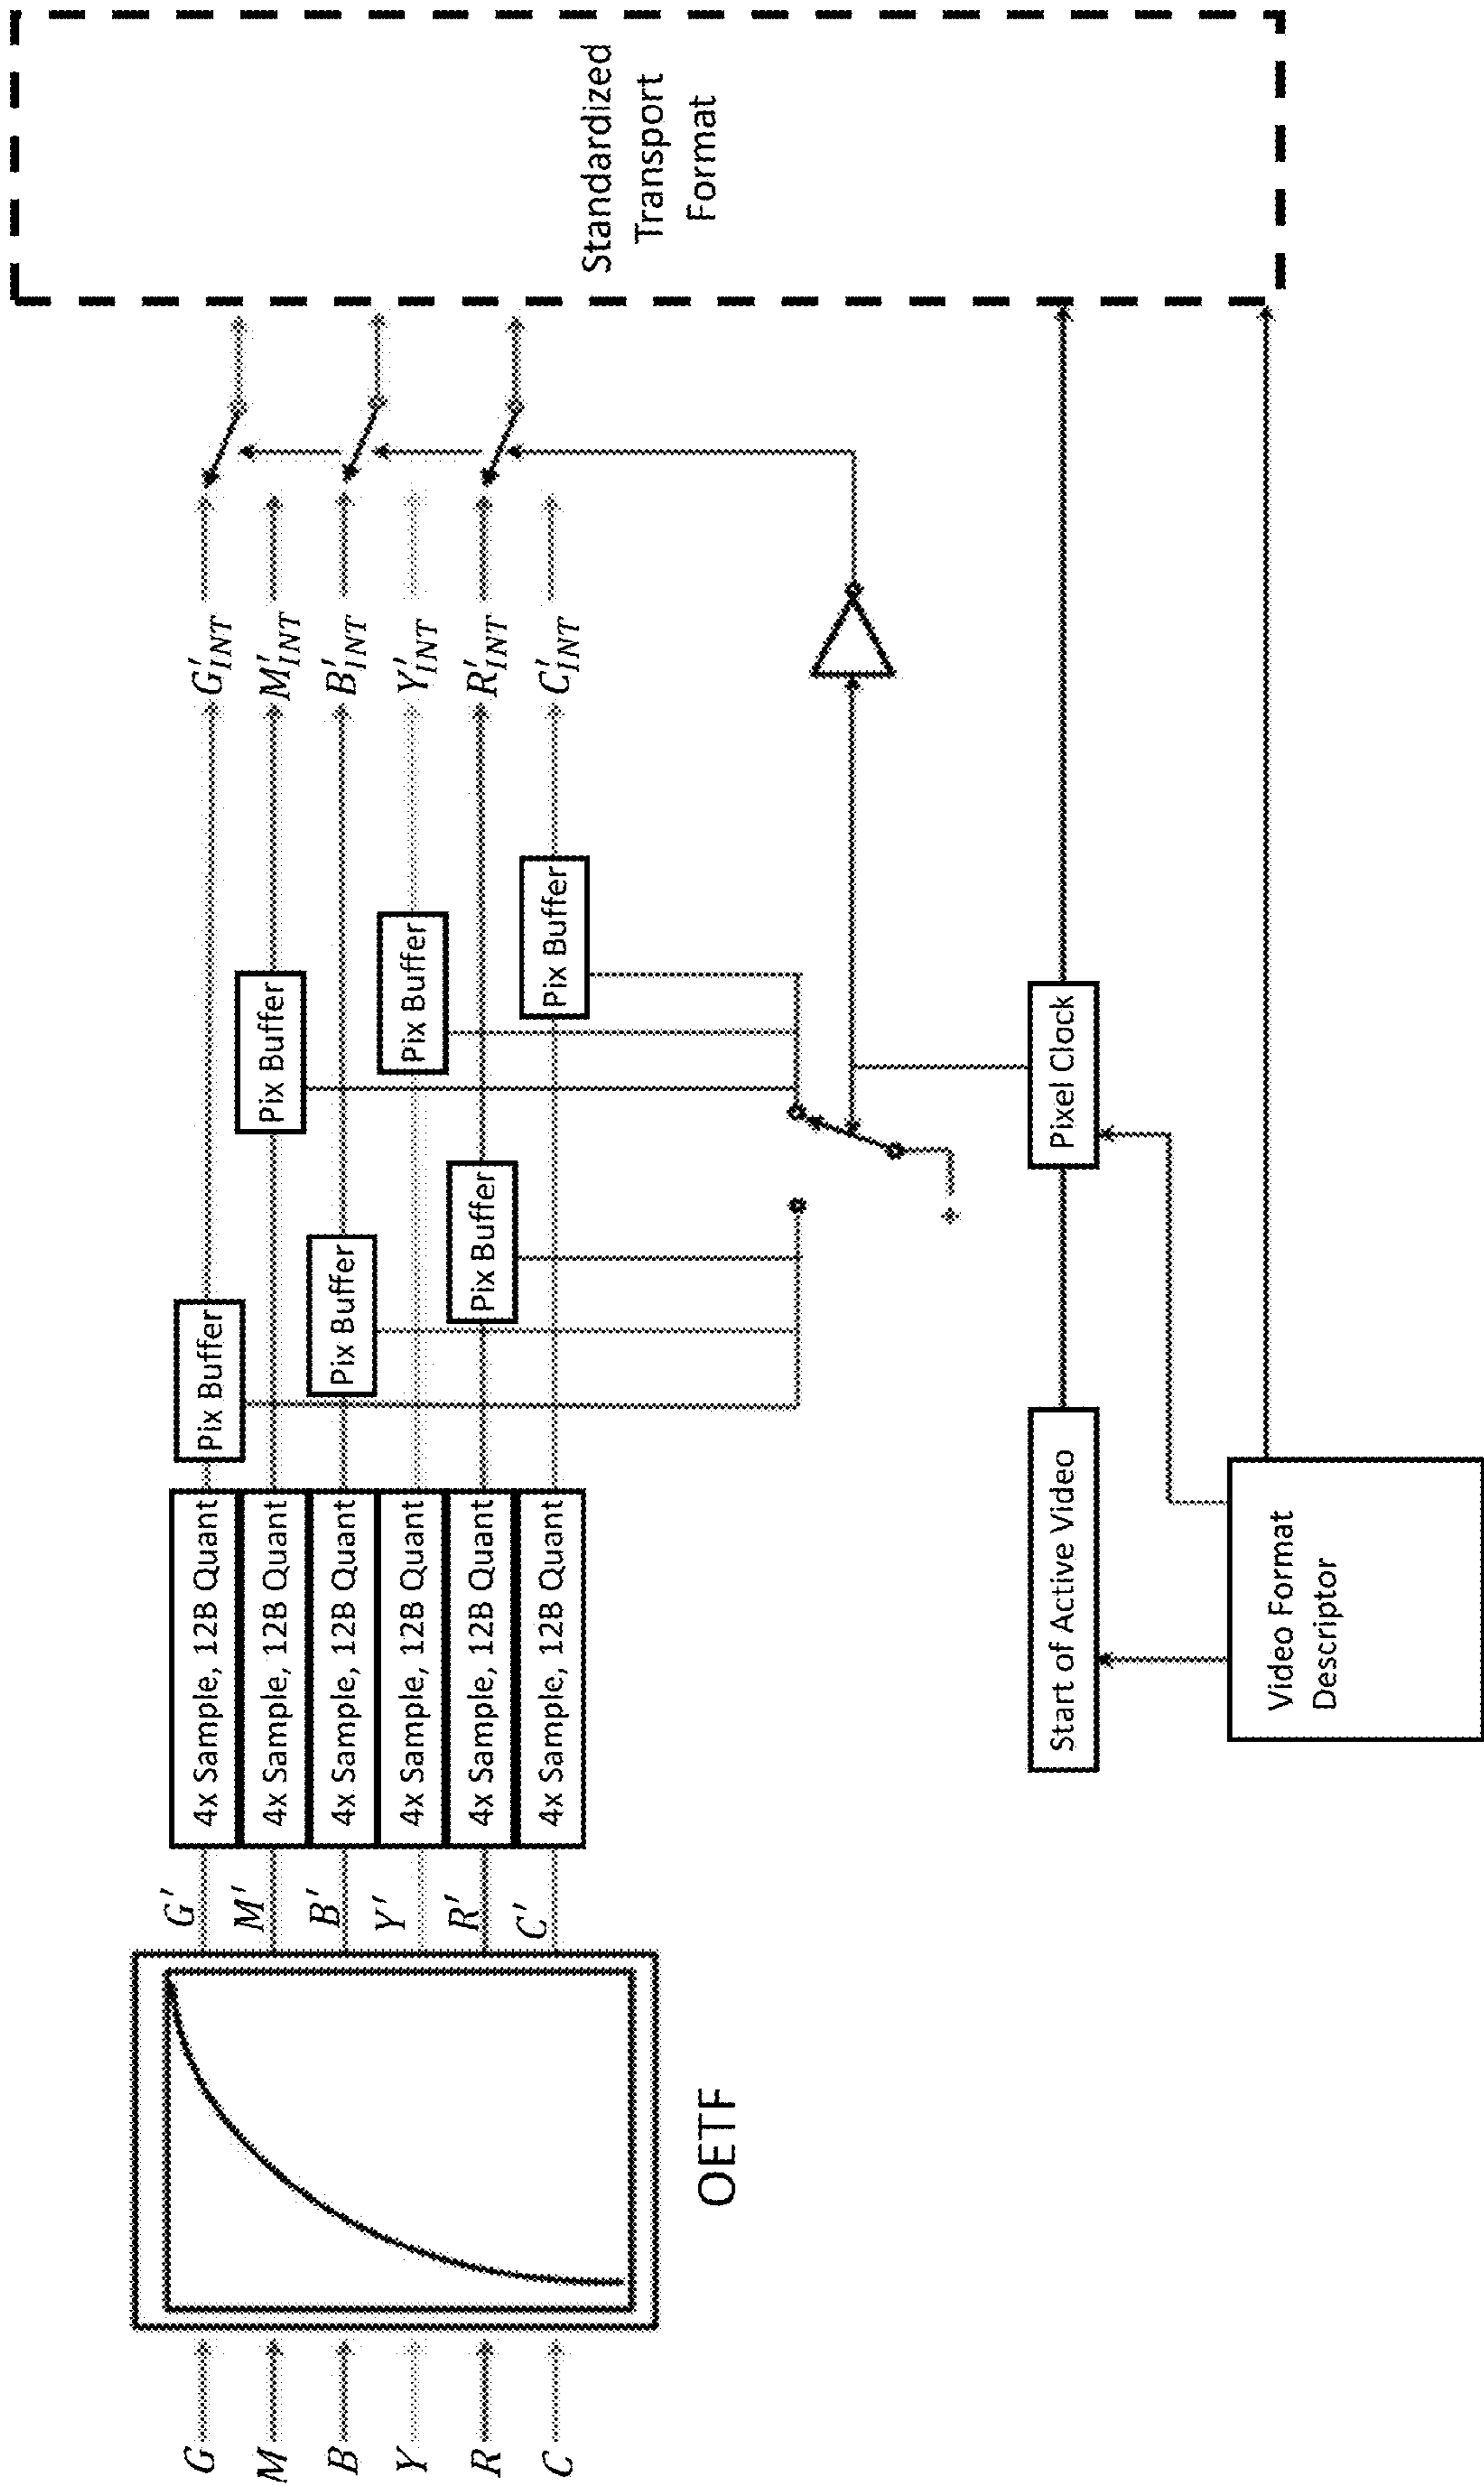 G
M
B
Y
R
C
OETF
G'
M'
B'
Y'
R'
C'
4x Sample, 12B Quant
4x Sample, 12B Quant
4x Sample, 12B Quant
4x Sample, 12B Quant
4x Sample, 12B Quant
4x Sample, 12B Quant
Pix Buffer
Pix Buffer
Pix Buffer
Pix Buffer
Pix Buffer
Pix Buffer
G'INT
M'INT
B'INT
Y'INT
R'INT
C'INT
Standardized
Transport
Format
Start of Active Video
Pixel Clock
Video Format
Descriptor